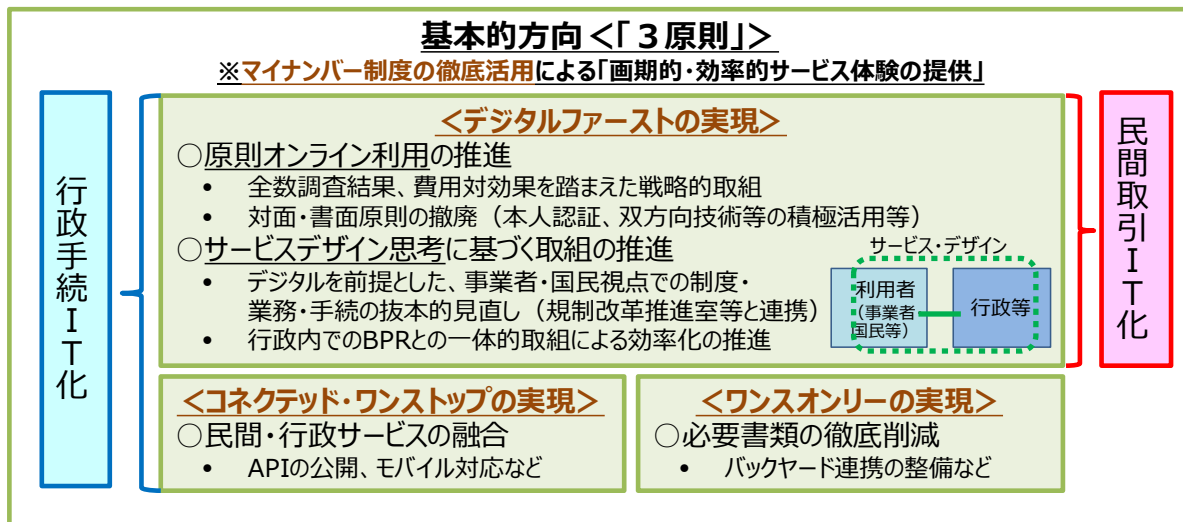 基本的方向<「３原則」>
※マイナンバー制度の徹底活用による「画期的・効率的サービス体験の提供」
行政手続ＩＴ化
<デジタルファーストの実現>
○原則オンライン利用の推進
• 全数調査結果、費用対効果を踏まえた戦略的取組
• 対面・書面原則の撤廃（本人認証、双方向技術等の積極活用等）
○サービスデザイン思考に基づく取組の推進
• デジタルを前提とした、事業者・国民視点での制度・
業務・手続の抜本的見直し（規制改革推進室等と連携）
• 行政内でのBPRとの一体的取組による効率化の推進
サービス・デザイン
利用者
（事業者
国民等）
行政等
<コネクテッド・ワンストップの実現>
○民間・行政サービスの融合
• APIの公開、モバイル対応など
<ワンスオンリーの実現>
○必要書類の徹底削減
• バックヤード連携の整備など
民間取引ＩＴ化